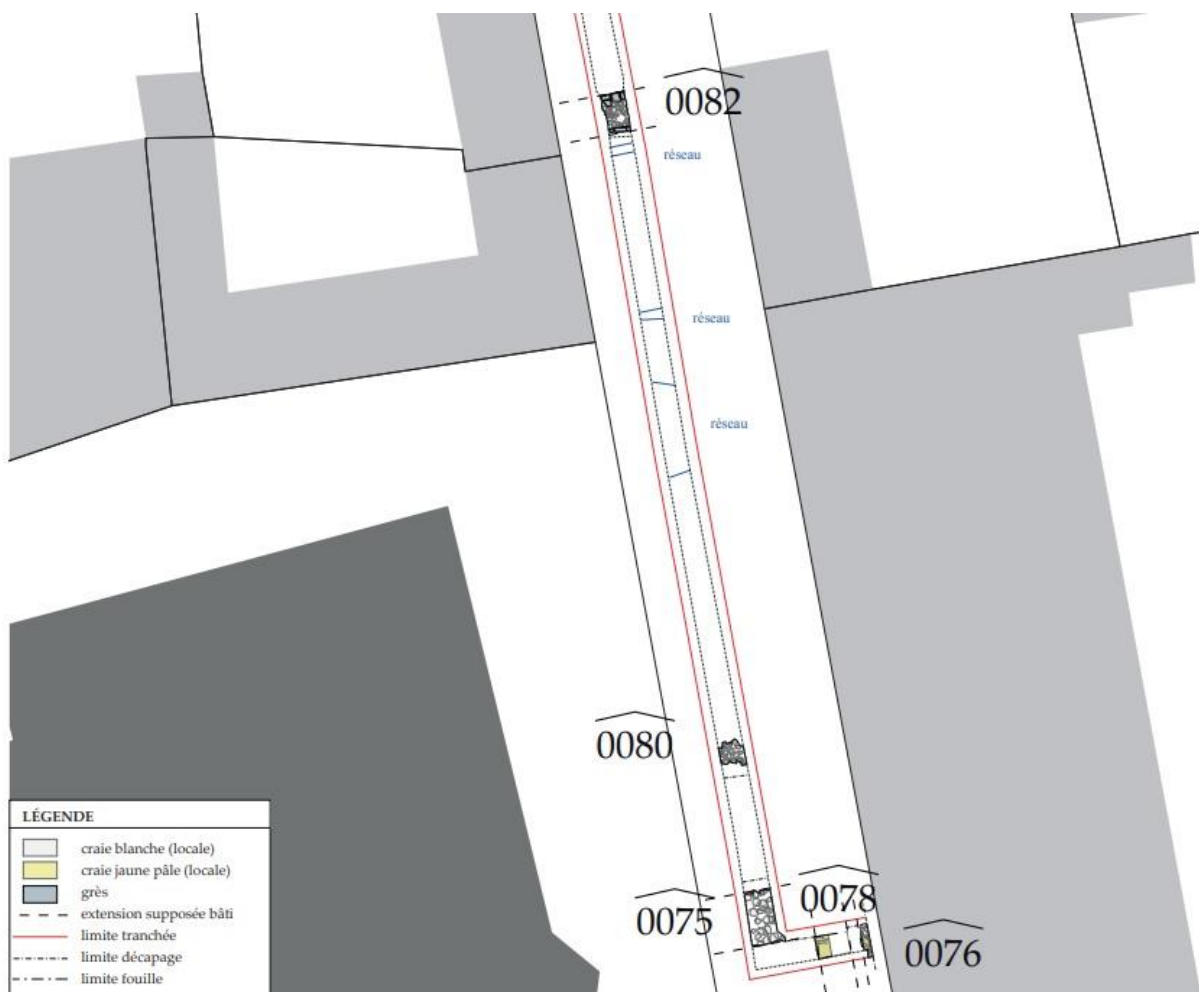 0082
réseau
réseau
réseau
0080
0075
0078
0076
LÉGENDE
craie blanche (locale)
craie jaune pâle (locale)
grès
extension supposée bâti
limite tranchée
limite décapage
limite fouille